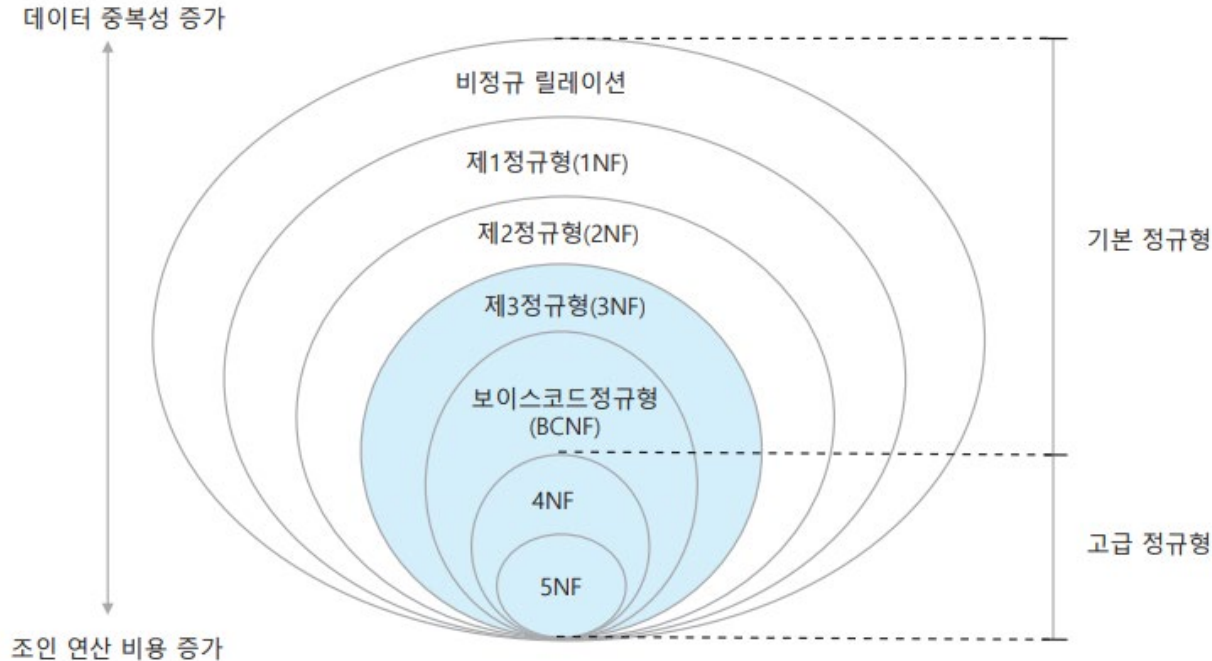 데이터 중복성 증가
비정규 릴레이션
제1정규형(1NF)
제2정규형(2NF)
기본 정규형
제3정규형(3NF)
보이스코드정규형
(BCNF)
4NF
고급 정규형
5NF
조인 연산 비용 증가